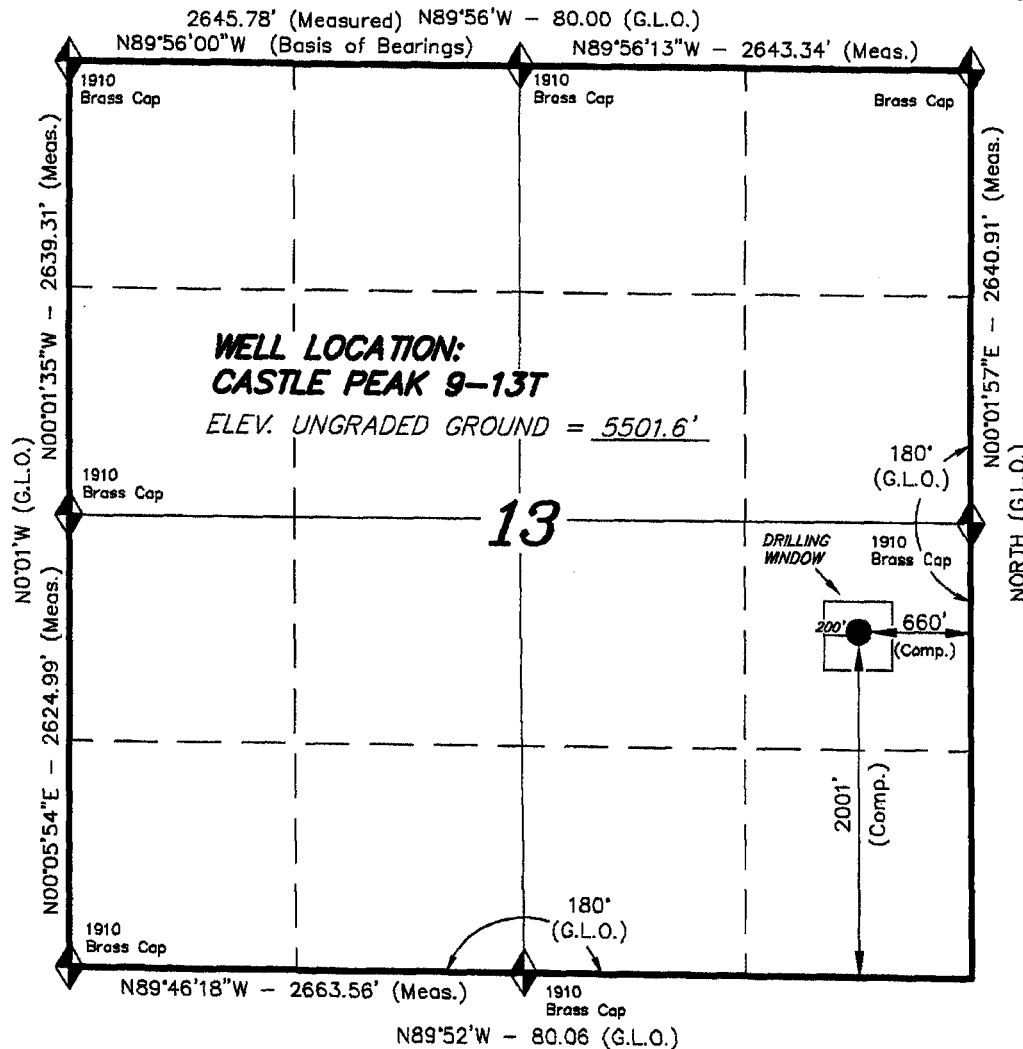 2645.78' (Measured) N89°56'W – 80.00 (G.L.O.)
N89°56'00"W (Basis of Bearings)
N89°56'13"W – 2643.34' (Meas.)
1910
Brass Cap
1910
Brass Cap
Brass Cap
N00°01'35"W – 2639.31' (Meas.)
N00°01'57"E – 2640.91' (Meas.)
WELL LOCATION:
CASTLE PEAK 9–13T
ELEV. UNGRADED GROUND = 5501.6'
N0°01'W (G.L.O.)
1910
Brass Cap
13
180°
(G.L.O.)
NORTH (G.L.O.)
DRILLING
WINDOW
1910
Brass Cap
200'
660'
(Comp.)
N00°05'54"E – 2624.99' (Meas.)
2001'
(Comp.)
1910
Brass Cap
180°
(G.L.O.)
N89°46'18"W – 2663.56' (Meas.)
1910
Brass Cap
N89°52'W – 80.06 (G.L.O.)